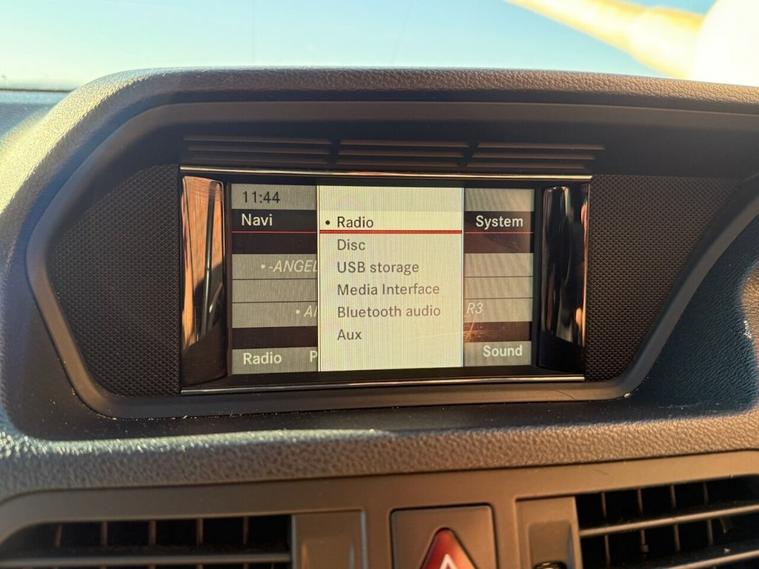 11:44
Navi
System
• Radio
Disc
•-ANGEL
USB storage
Media Interface
Bluetooth audio
R3
Aux
Radio
Sound